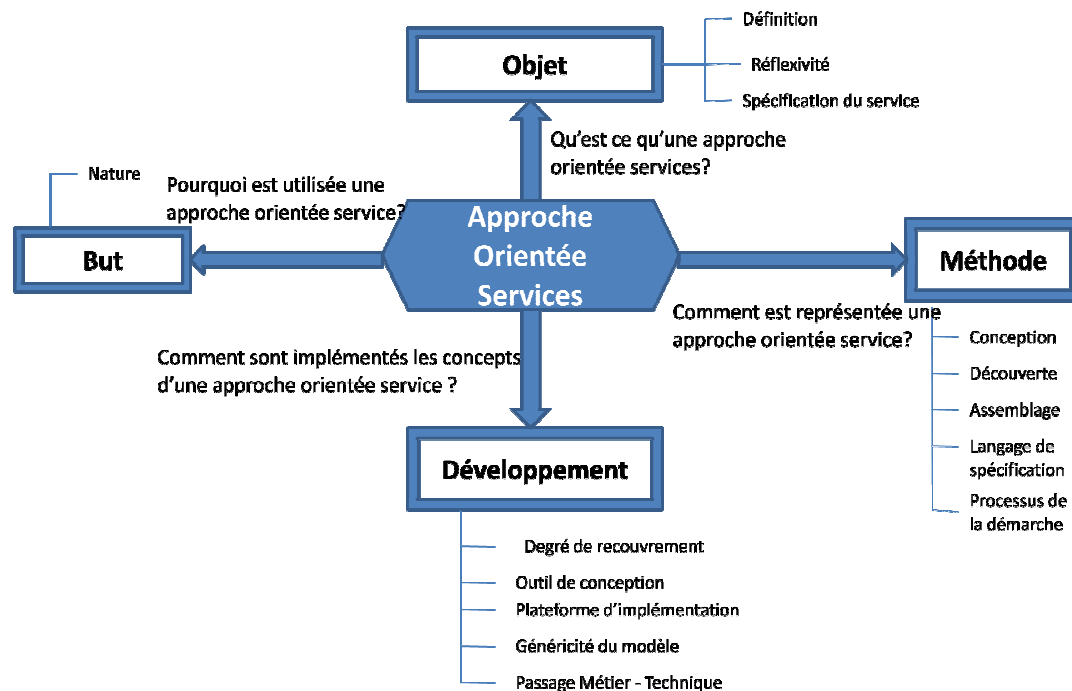 Objet
Définition
Réflexivité
Spécification du service
Qu'est ce qu'une approche
orientée services?
Nature
Pourquoi est utilisée une
approche orientée service?
But
Approche
Orientée
Services
Méthode
Comment est représentée une
approche orientée service?
Conception
Découverte
Assemblage
Langage de
spécification
Processus de
la démarche
Comment sont implémentés les concepts
d'une approche orientée service ?
Développement
Degré de recouvrement
Outil de conception
Plateforme d'implémentation
Généricité du modèle
Passage Métier - Technique